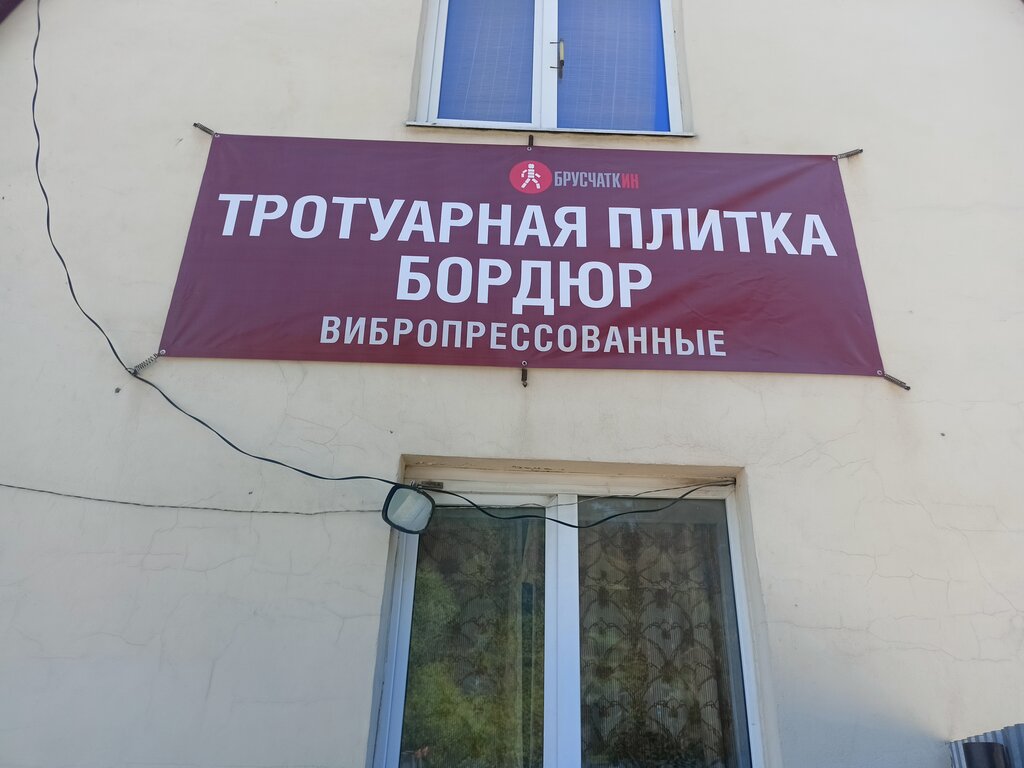 БРУСЧАТКИН
ТРОТУАРНАЯ ПЛИТКА
БОРДЮР
ВИБРОПРЕССОВАННЫЕ